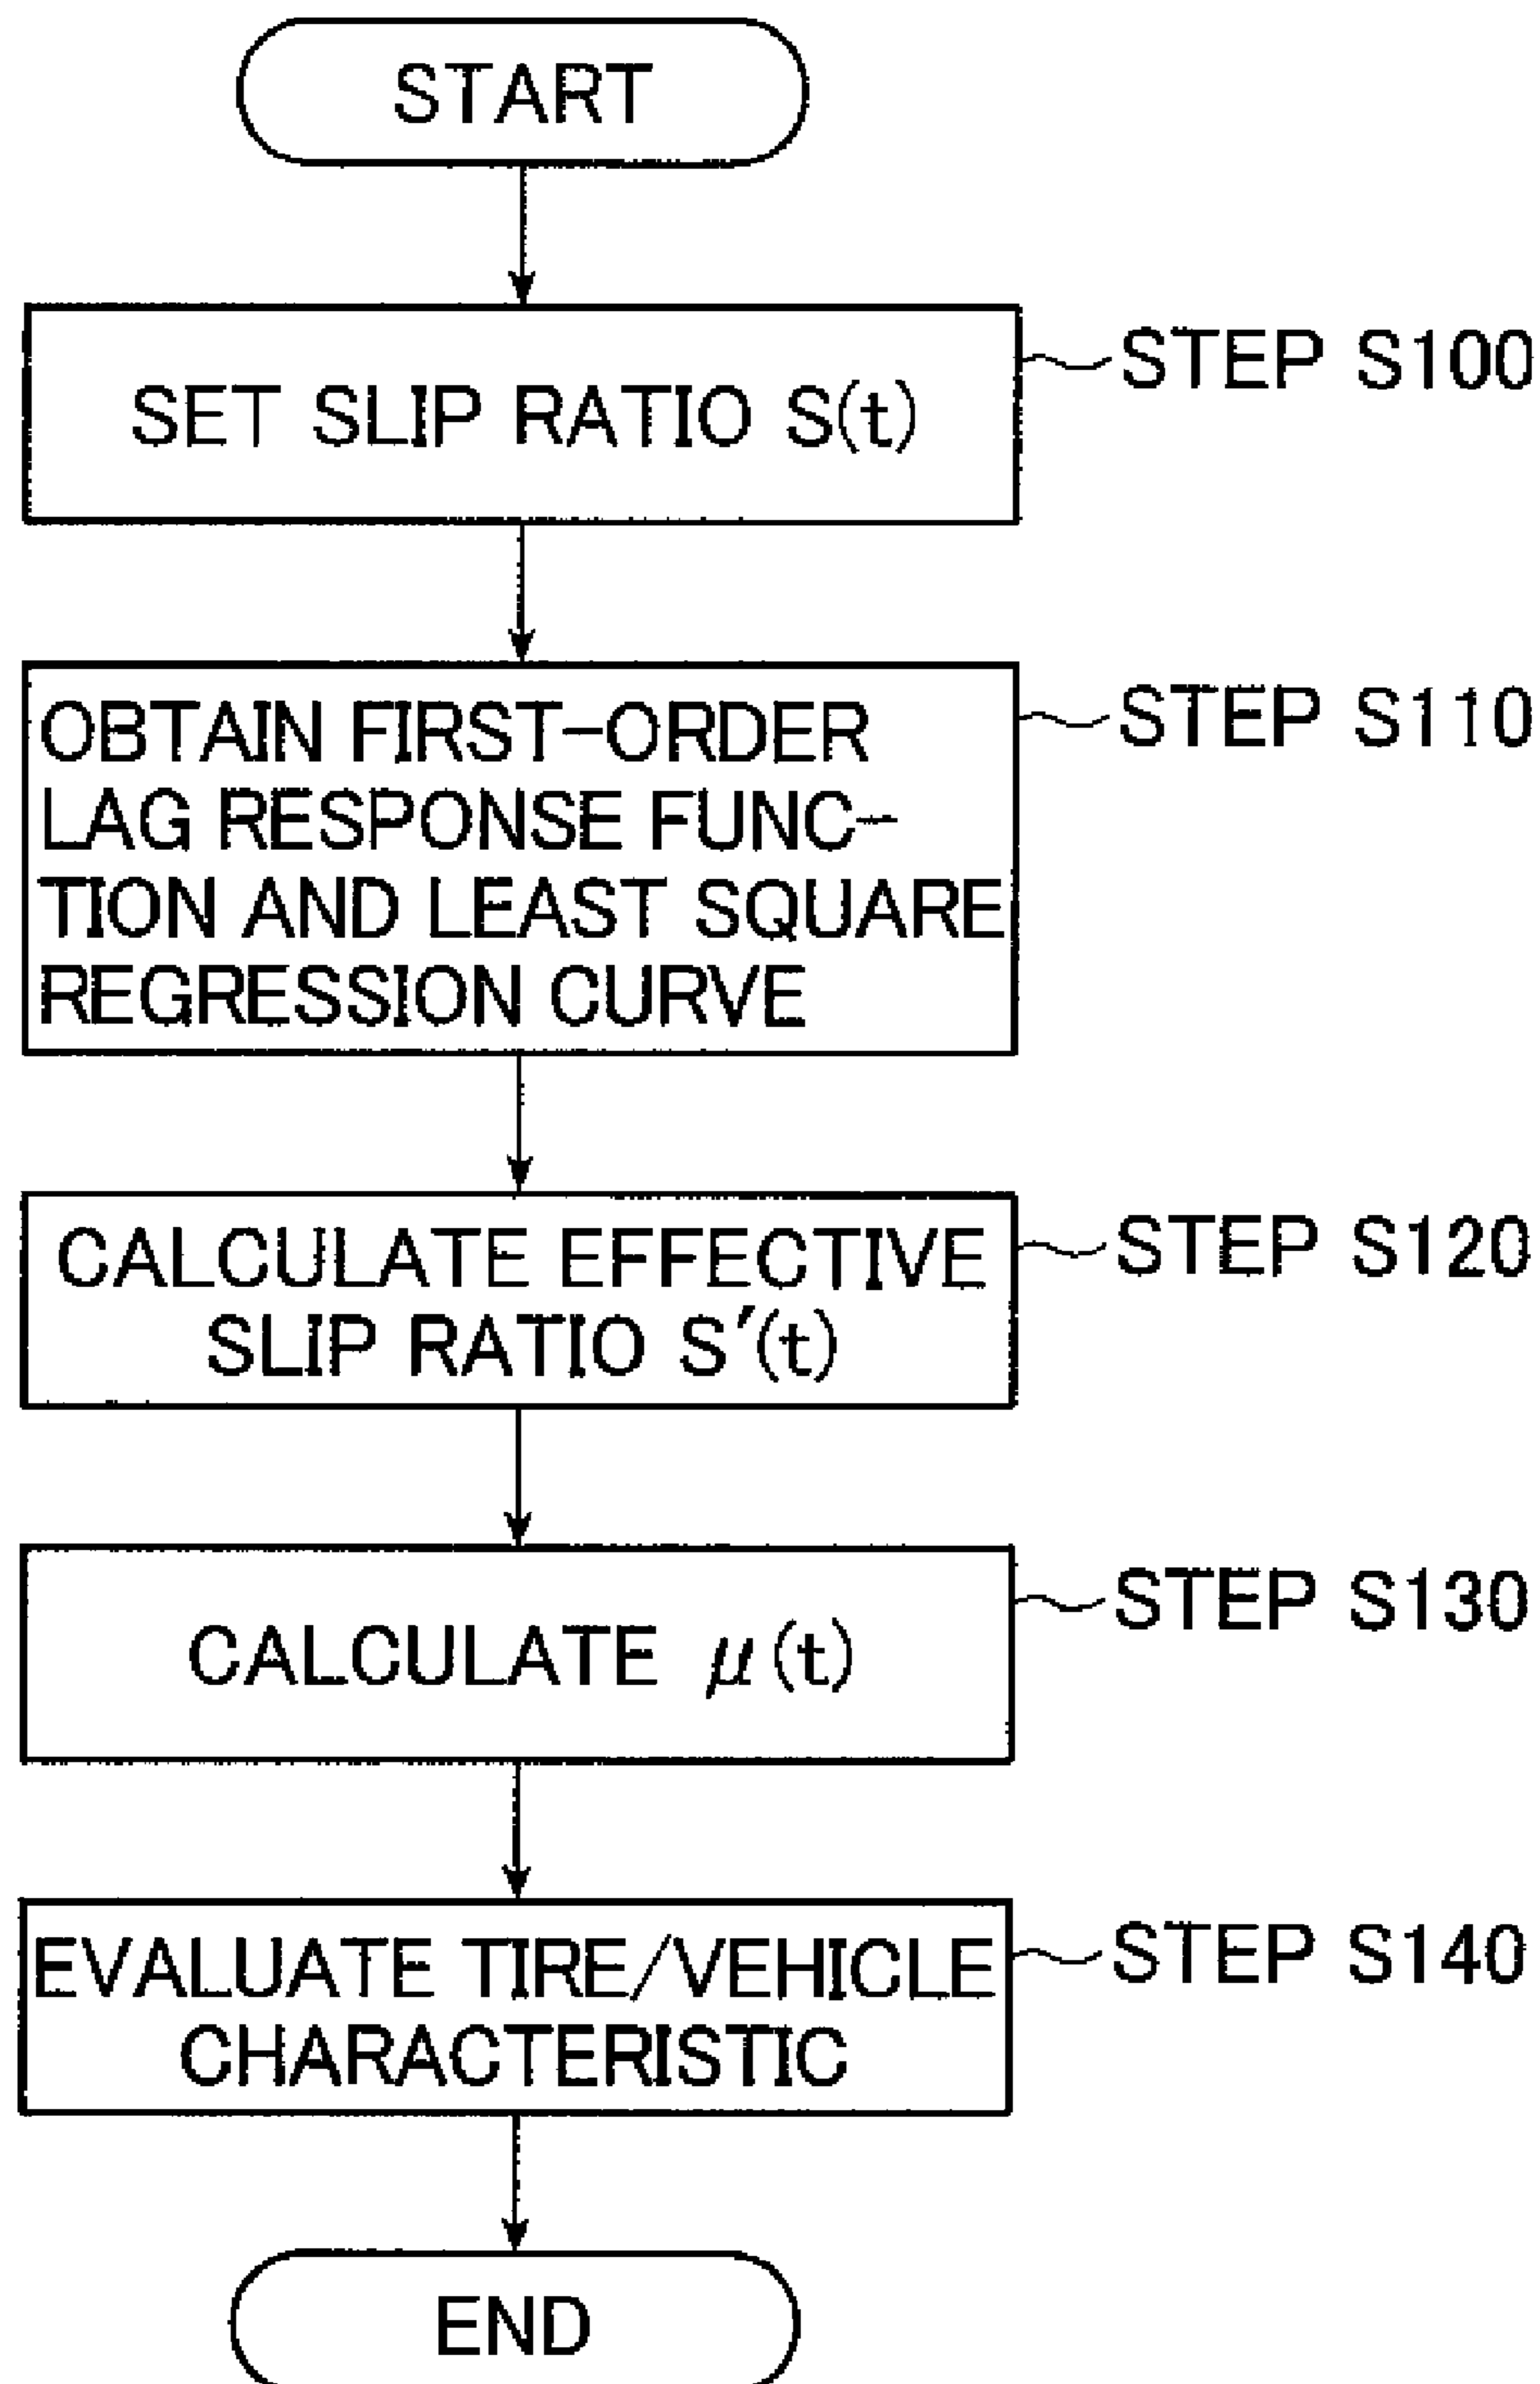 START
SET SLIP RATIO S(t)
STEP S100
OBTAIN FIRST-ORDER
LAG RESPONSE FUNC-
TION AND LEAST SQUARE
REGRESSION CURVE
STEP S110
CALCULATE EFFECTIVE
SLIP RATIO S′(t)
STEP S120
CALCULATE μ(t)
STEP S130
EVALUATE TIRE/VEHICLE
CHARACTERISTIC
STEP S140
END